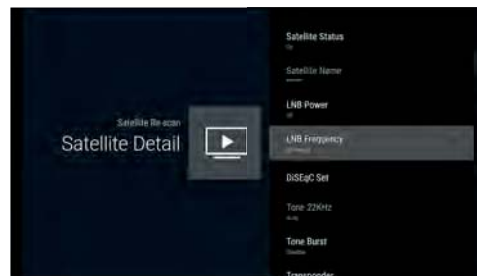 Satellite Re-scan
Satellite Detail
Satellite Status
On
Satellite Name
LNB Power
LNB Frequency
DiSEqC Set
Tone 22KHz
Tone Burst
Transponder